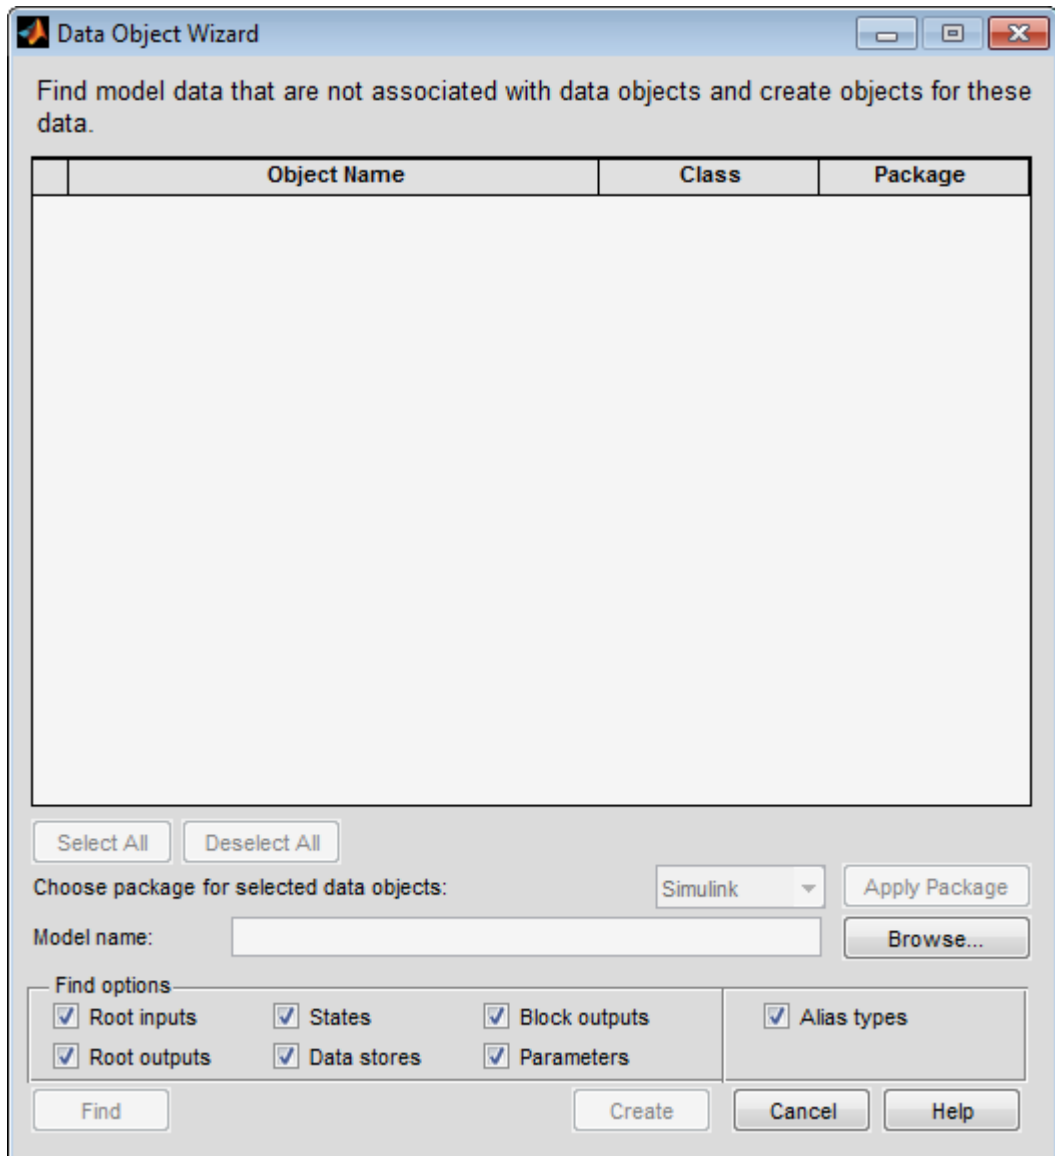 Data Object Wizard
Find model data that are not associated with data objects and create objects for these
data.
Object Name Class Package
Select All Deselect All
Choose package for selected data objects: Simulink Apply Package
Model name: Browse...
Find options
Root inputs States Block outputs Alias types
Root outputs Data stores Parameters
Find Create Cancel Help